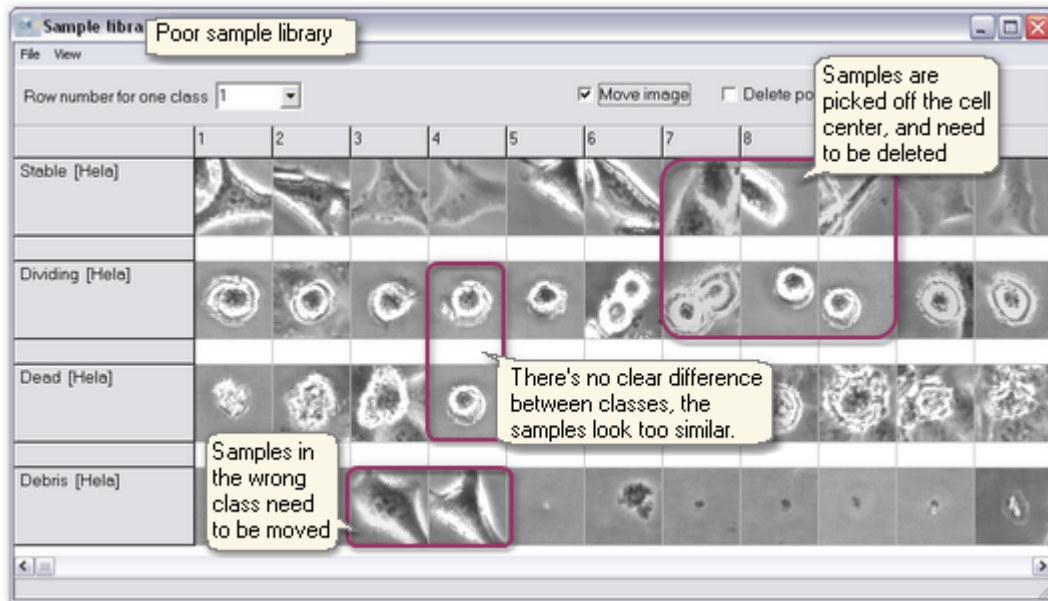 Sample libra
Poor sample library
File View
Row number for one class 1
Move image
Delete po
Samples are
picked off the cell
center, and need
to be deleted
1 2 3 4 5 6 7 8
Stable [Hela]
Dividing [Hela]
Dead [Hela]
There's no clear difference
between classes, the
samples look too similar.
Samples in
the wrong
class need
to be moved
Debris [Hela]